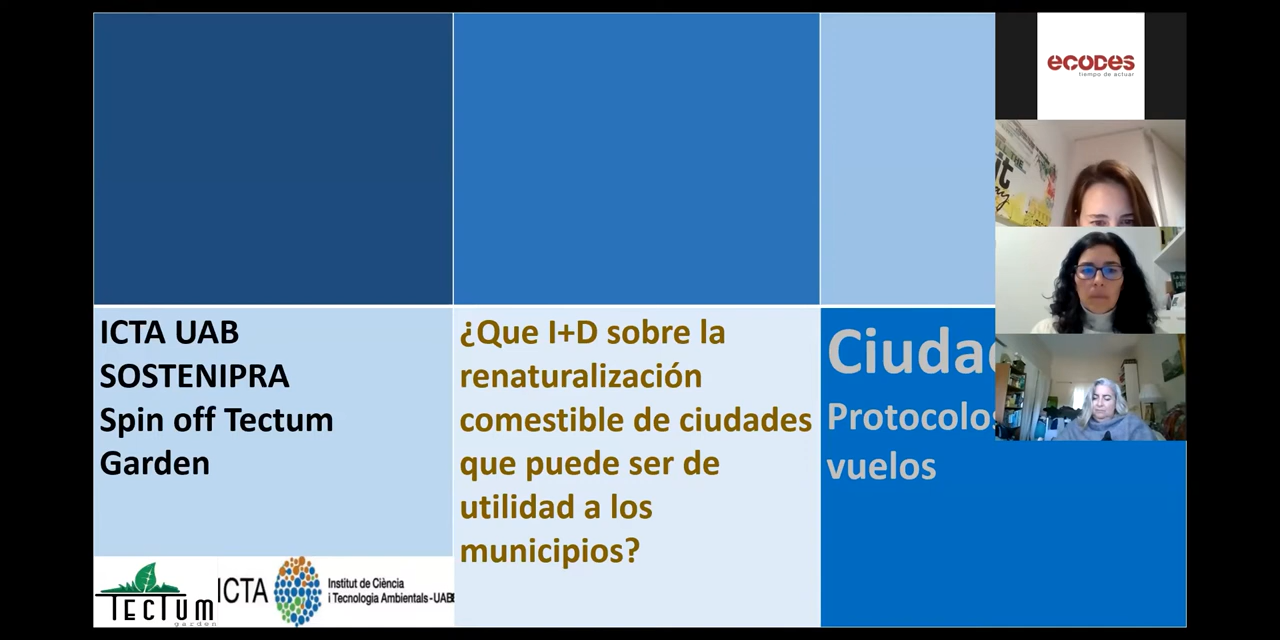 ecodes
tiempo de actuar
ICTA UAB
SOSTENIPRA
Spin off Tectum
Garden
¿Que I+D sobre la
renaturalización
comestible de ciudades
que puede ser de
utilidad a los
municipios?
Protocolos
vuelos
TECTUM
garden
ICTA
Institut de Ciència
i Tecnologia Ambientals-UAB